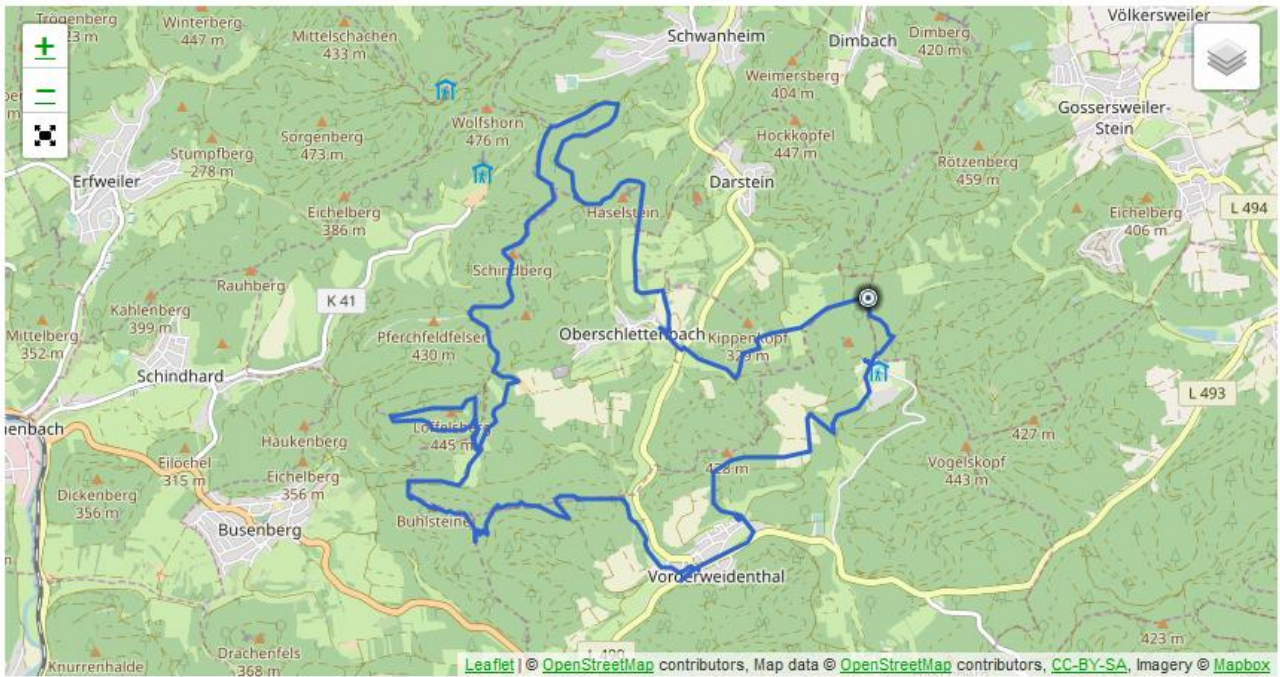 Trögenberg
Winterberg
447 m
Mittelschachen
433 m
Schwanheim
Dimbach
Dimberg
420 m
Völkersweiler
Weimersberg
404 m
Gossersweiler-
Stein
Wolfshorn
476 m
Sorgenberg
473 m
Stumpfberg
278 m
Hockköpfel
447 m
Rötzenberg
459 m
Erfweiler
Darstein
Eichelberg
386 m
Haselstein
Eichelberg
406 m
L 494
Schindberg
Rauhberg
K 41
Kahlenberg
399 m
Mittelberg
352 m
Pferchfeldfelsen
430 m
Oberschlettenbach
Kippenkopf
Schindhard
L 493
Löffelsberg
445 m
Haukenberg
427 m
Eilöchel
315 m
Eichelberg
356 m
Vogelskopf
443 m
Dickenberg
356 m
Buhlsteine
Busenberg
Vorderweidenthal
Drachenfels
368 m
423 m
Knurrenhalde
Leaflet | © OpenStreetMap contributors, Map data © OpenStreetMap contributors, CC-BY-SA, Imagery © Mapbox